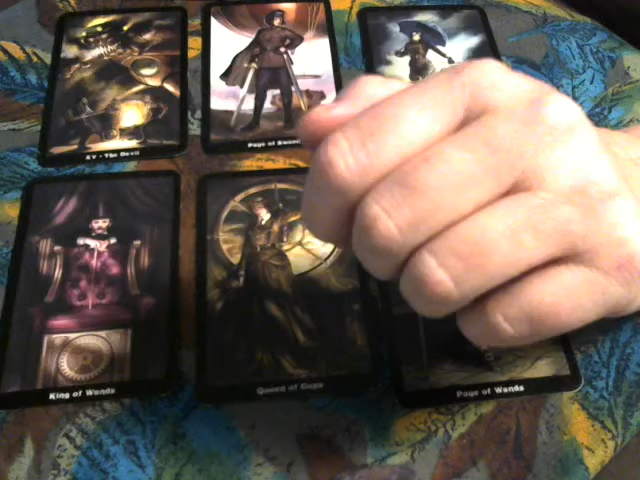 XV - The Devil
Page of Swords
King of Wands
Queen of Cups
Page of Wands